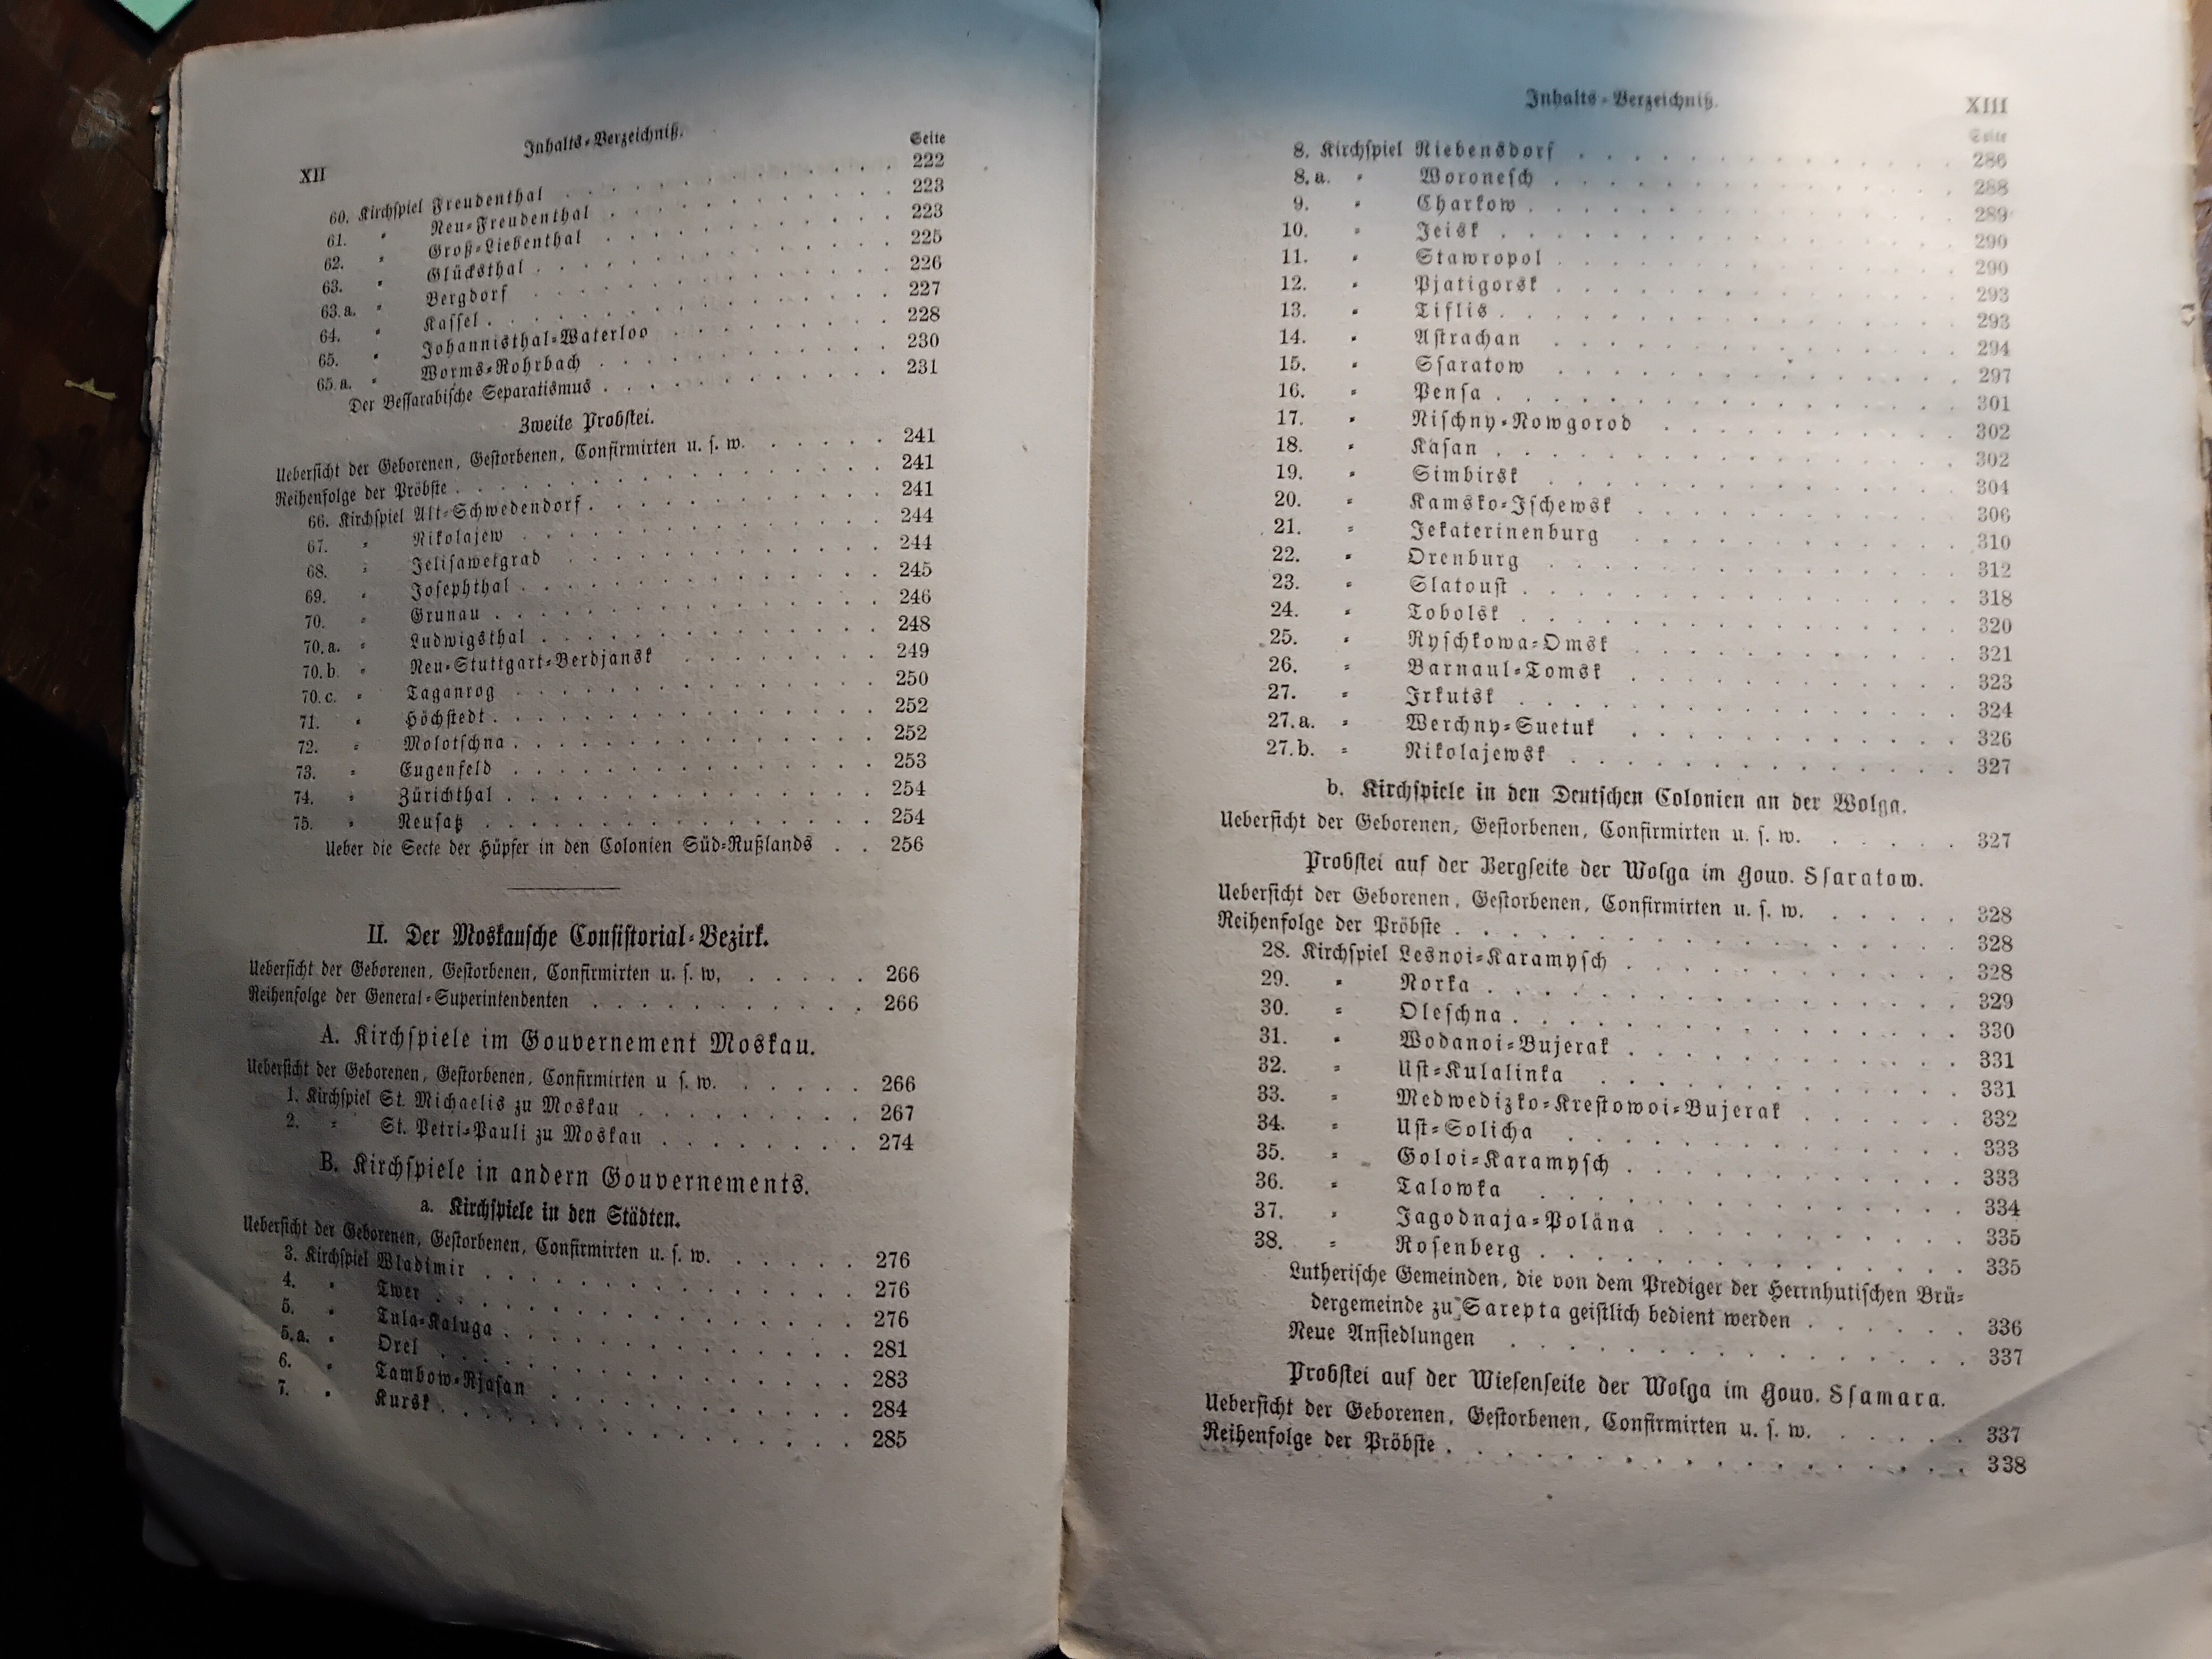 XII
Inhalts-Verzeichniß.
Seite
60. Kirchspiel Freudenthal . . . 222
61. " Neu-Freudenthal . . . 223
62. " Groß-Liebenthal . . . 223
63. " Glücksthal . . . 225
63.a. " Bergdorf . . . 226
64. " Kassel . . . 227
65. " Johannisthal-Waterloo . . . 228
65.a. " Worms-Rohrbach . . . 230
Der Bessarabische Separatismus . . . 231
Zweite Probstei.
Uebersicht der Geborenen, Gestorbenen, Confirmirten u. s. w. . . . 241
Reihenfolge der Pröbste . . . 241
66. Kirchspiel Alt-Schwedendorf . . . 241
67. " Nikolajew . . . 244
68. " Jelisawetgrad . . . 244
69. " Josephthal . . . 245
70. " Grunau . . . 246
70.a. " Ludwigsthal . . . 248
70.b. " Neu-Stuttgart-Berdjansk . . . 249
70.c. " Taganrog . . . 250
71. " Höchstedt . . . 252
72. " Molotschna . . . 252
73. " Eugenfeld . . . 253
74. " Zürichthal . . . 254
75. " Neusatz . . . 254
Ueber die Secte der Hüpfer in den Colonien Süd-Rußlands . . 256
II. Der Moskausche Consistorial-Bezirk.
Uebersicht der Geborenen, Gestorbenen, Confirmirten u. s. w, . . . 266
Reihenfolge der General-Superintendenten . . . 266
A. Kirchspiele im Gouvernement Moskau.
Uebersicht der Geborenen, Gestorbenen, Confirmirten u s. w. . . . 266
1. Kirchspiel St. Michaelis zu Moskau . . . 267
2. " St. Petri-Pauli zu Moskau . . . 274
B. Kirchspiele in andern Gouvernements.
a. Kirchspiele in den Städten.
Uebersicht der Geborenen, Gestorbenen, Confirmirten u. s. w. . . . 276
3. Kirchspiel Wladimir . . . 276
4. " Twer . . . 276
5. " Tula-Kaluga . . . 281
5.a. " Orel . . . 283
6. " Tambow-Rjasan . . . 284
7. " Kursk . . . 285
Inhalts-Verzeichniß.
XIII
Seite
8. Kirchspiel Riebensdorf . . . 286
8.a. " Woronesch . . . 288
9. " Charkow . . . 289
10. " Jeisk . . . 290
11. " Stawropol . . . 290
12. " Pjatigorsk . . . 293
13. " Tiflis . . . 293
14. " Astrachan . . . 294
15. " Ssaratow . . . 297
16. " Pensa . . . 301
17. " Nischny-Nowgorod . . . 302
18. " Kasan . . . 302
19. " Simbirsk . . . 304
20. " Kamsko-Ischewsk . . . 306
21. " Jekaterinenburg . . . 310
22. " Orenburg . . . 312
23. " Slatoust . . . 318
24. " Tobolsk . . . 320
25. " Ryschkowa-Omsk . . . 321
26. " Barnaul-Tomsk . . . 323
27. " Irkutsk . . . 324
27.a. " Werchny-Suetuk . . . 326
27.b. " Nikolajewsk . . . 327
b. Kirchspiele in den Deutschen Colonien an der Wolga.
Uebersicht der Geborenen, Gestorbenen, Confirmirten u. s. w. . . . 327
Probstei auf der Bergseite der Wolga im Gouv. Ssaratow.
Uebersicht der Geborenen, Gestorbenen, Confirmirten u. s. w. . . . 328
Reihenfolge der Pröbste . . . 328
28. Kirchspiel Lesnoi-Karamysch . . . 328
29. " Norka . . . 329
30. " Oleschna . . . 330
31. " Wodanoi-Bujerak . . . 331
32. " Ust-Kulalinka . . . 331
33. " Medwedizko-Krestowoi-Bujerak . . . 332
34. " Ust-Solicha . . . 333
35. " Goloi-Karamysch . . . 333
36. " Talowka . . . 334
37. " Jagodnaja-Poläna . . . 335
38. " Rosenberg . . . 335
Lutherische Gemeinden, die von dem Prediger der Herrnhutischen Brü-
dergemeinde zu Sarepta geistlich bedient werden . . . 336
Neue Ansiedlungen . . . 337
Probstei auf der Wiesenseite der Wolga im Gouv. Ssamara.
Uebersicht der Geborenen, Gestorbenen, Confirmirten u. s. w. . . . 337
Reihenfolge der Pröbste . . . 338